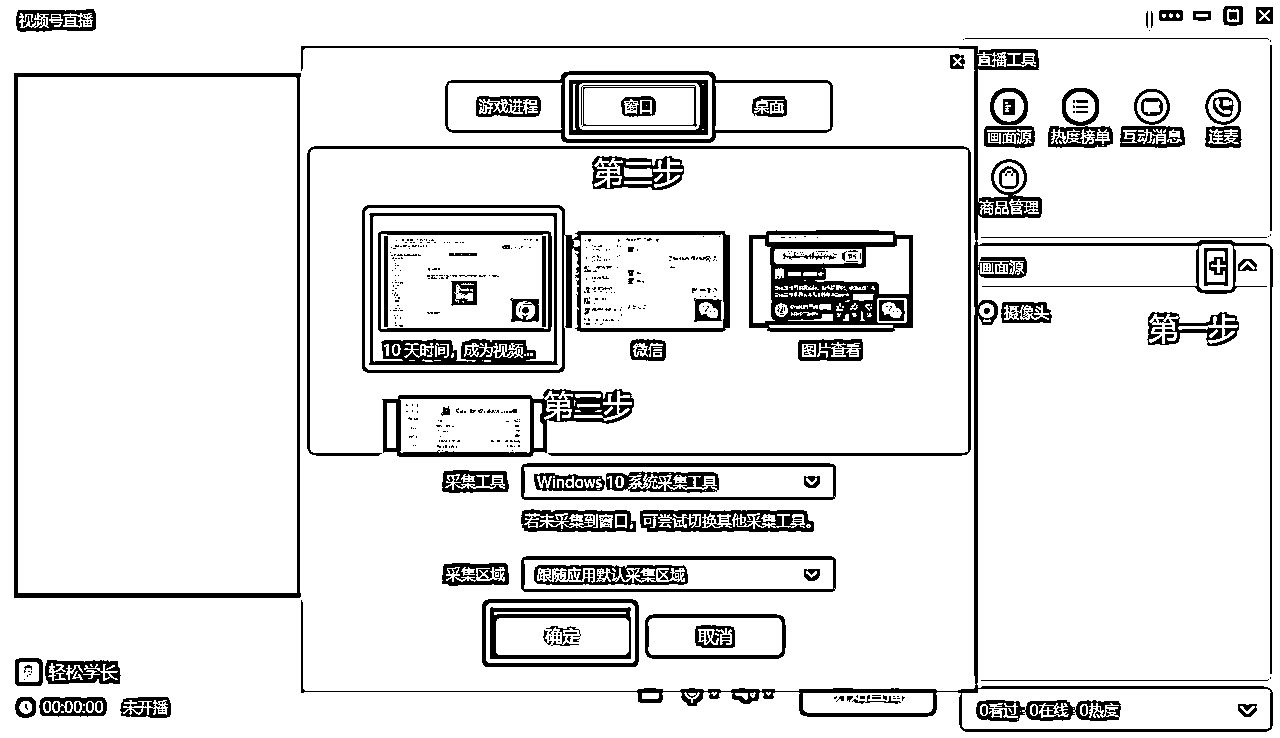 视频号直播
直播工具
游戏进程 窗口 桌面
画面源 热度榜单 互动消息 连麦
第二步
商品管理
画面源
摄像头
第一步
10 天时间，成为视频...
微信
图片查看
第三步
采集工具 Windows 10 系统采集工具
若未采集到窗口，可尝试切换其他采集工具。
采集区域 跟随应用默认采集区域
确定 取消
轻松学长
00:00:00 未开播
开始直播
0看过 · 0在线 · 0热度